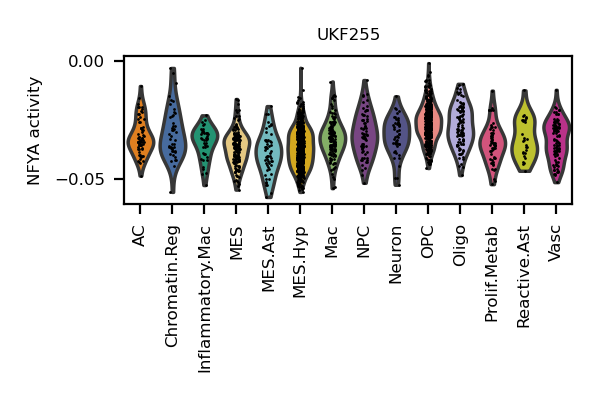 UKF255
0.00
−0.05
NFYA activity
AC
Chromatin.Reg
Inflammatory.Mac
MES
MES.Ast
MES.Hyp
Mac
NPC
Neuron
OPC
Oligo
Prolif.Metab
Reactive.Ast
Vasc